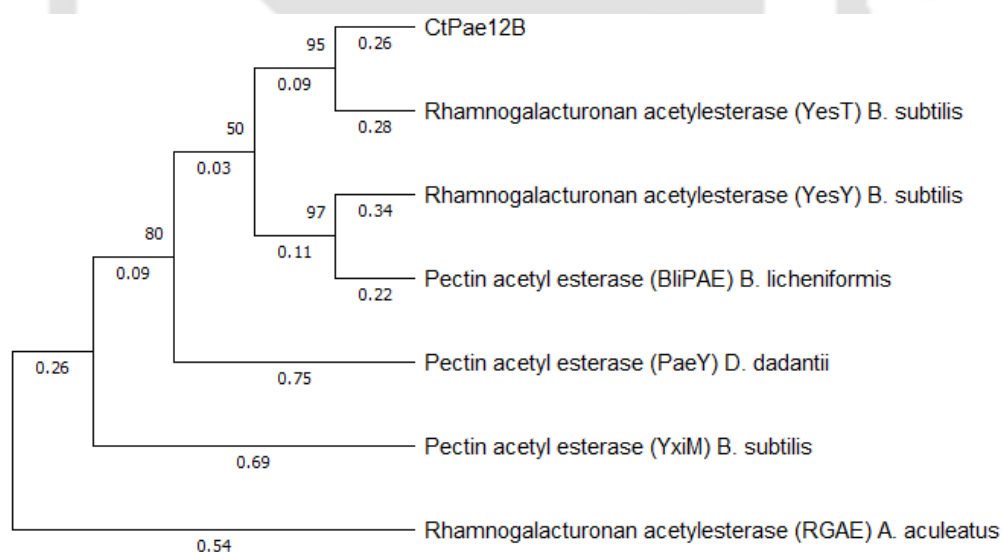 CtPae12B
95
0.26
0.09
Rhamnogalacturonan acetylesterase (YesT) B. subtilis
0.28
50
0.03
Rhamnogalacturonan acetylesterase (YesY) B. subtilis
97
0.34
0.11
Pectin acetyl esterase (BliPAE) B. licheniformis
0.22
80
0.09
Pectin acetyl esterase (PaeY) D. dadantii
0.75
0.26
Pectin acetyl esterase (YxiM) B. subtilis
0.69
Rhamnogalacturonan acetylesterase (RGAE) A. aculeatus
0.54